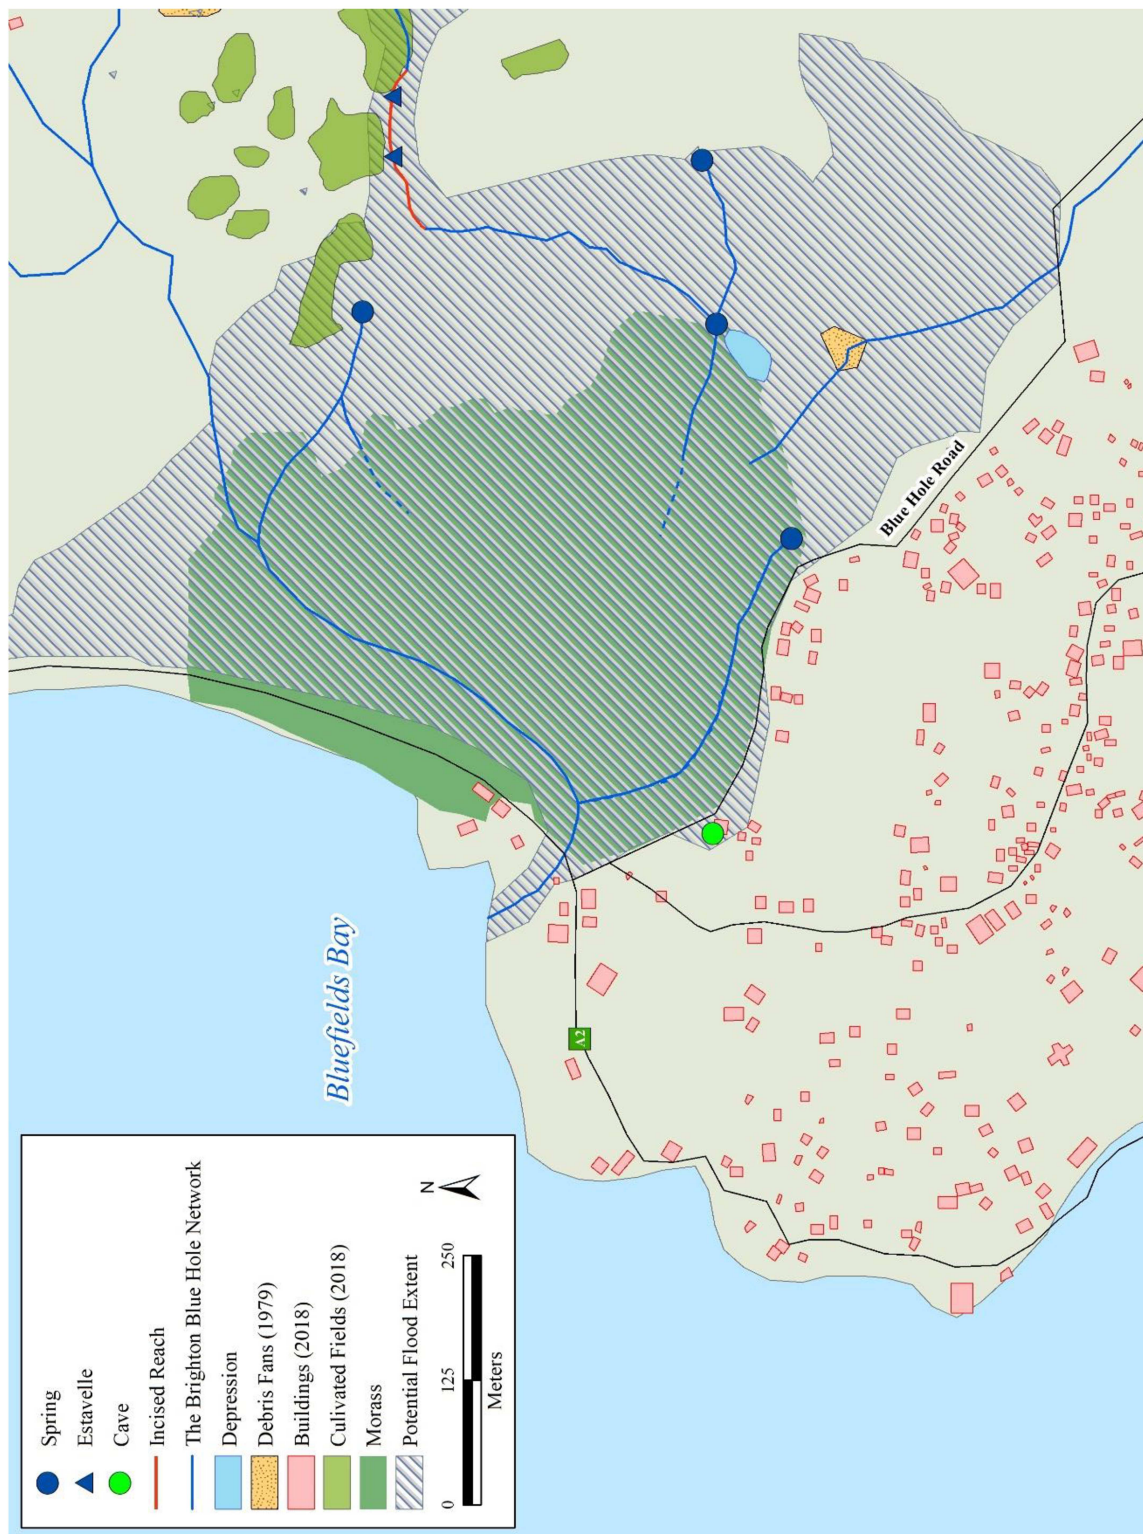 Spring
Estavelle
Cave
Incised Reach
The Brighton Blue Hole Network
Depression
Debris Fans (1979)
Buildings (2018)
Culivated Fields (2018)
Morass
Potential Flood Extent
N
0 125 250
Meters
Bluefields Bay
A2
Blue Hole Road